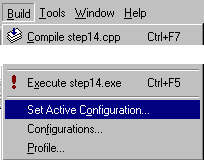 Build Tools Window Help
Compile step14.cpp Ctrl+F7
Execute step14.exe Ctrl+F5
Set Active Configuration...
Configurations...
Profile...